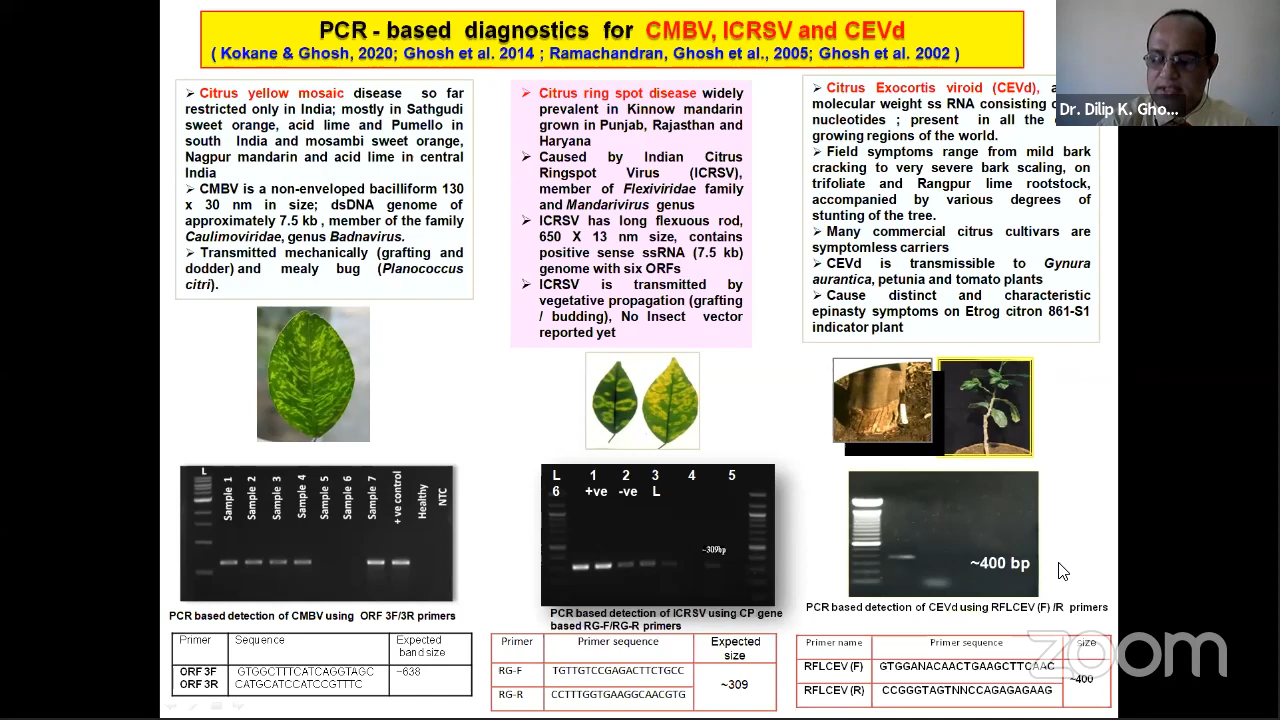 PCR - based diagnostics for CMBV, ICRSV and CEVd
( Kokane & Ghosh, 2020; Ghosh et al. 2014 ; Ramachandran, Ghosh et al., 2005; Ghosh et al. 2002 )
Dr. Dilip K. Gho...
➢ Citrus yellow mosaic disease so far
restricted only in India; mostly in Sathgudi
sweet orange, acid lime and Pumello in
south India and mosambi sweet orange,
Nagpur mandarin and acid lime in central
India
➢ CMBV is a non-enveloped bacilliform 130
x 30 nm in size; dsDNA genome of
approximately 7.5 kb , member of the family
Caulimoviridae, genus Badnavirus.
➢ Transmitted mechanically (grafting and
dodder) and mealy bug (Planococcus
citri).
➢ Citrus ring spot disease widely
prevalent in Kinnow mandarin
grown in Punjab, Rajasthan and
Haryana
➢ Caused by Indian Citrus
Ringspot Virus (ICRSV),
member of Flexiviridae family
and Mandarivirus genus
➢ ICRSV has long flexuous rod,
650 X 13 nm size, contains
positive sense ssRNA (7.5 kb)
genome with six ORFs
➢ ICRSV is transmitted by
vegetative propagation (grafting
/ budding), No Insect vector
reported yet
➢ Citrus Exocortis viroid (CEVd),
molecular weight ss RNA consisting
nucleotides ; present in all the
growing regions of the world.
➢ Field symptoms range from mild bark
cracking to very severe bark scaling, on
trifoliate and Rangpur lime rootstock,
accompanied by various degrees of
stunting of the tree.
➢ Many commercial citrus cultivars are
symptomless carriers
➢ CEVd is transmissible to Gynura
aurantica, petunia and tomato plants
➢ Cause distinct and characteristic
epinasty symptoms on Etrog citron 861-S1
indicator plant
L
Sample 1
Sample 2
Sample 3
Sample 4
Sample 5
Sample 6
Sample 7
+ ve control
Healthy
NTC
L 1 2 3 4 5
6 +ve -ve L
~309bp
~400 bp
PCR based detection of CMBV using ORF 3F/3R primers
PCR based detection of ICRSV using CP gene
based RG-F/RG-R primers
PCR based detection of CEVd using RFLCEV (F) /R primers
Primer Sequence Expected
band size
ORF 3F GTGGCTTTCATCAGGTAGC ~638
ORF 3R CATGCATCCATCCGTTTC
Primer Primer sequence Expected
size
RG-F TGTTGTCCGAGACTTCTGCC
~309
RG-R CCTTTGGTGAAGGCAACGTG
Primer name Primer sequence size
RFLCEV (F) GTGGANACAACTGAAGCTTCAAC
~400
RFLCEV (R) CCGGGTAGTNNCCAGAGAGAAG
zoom